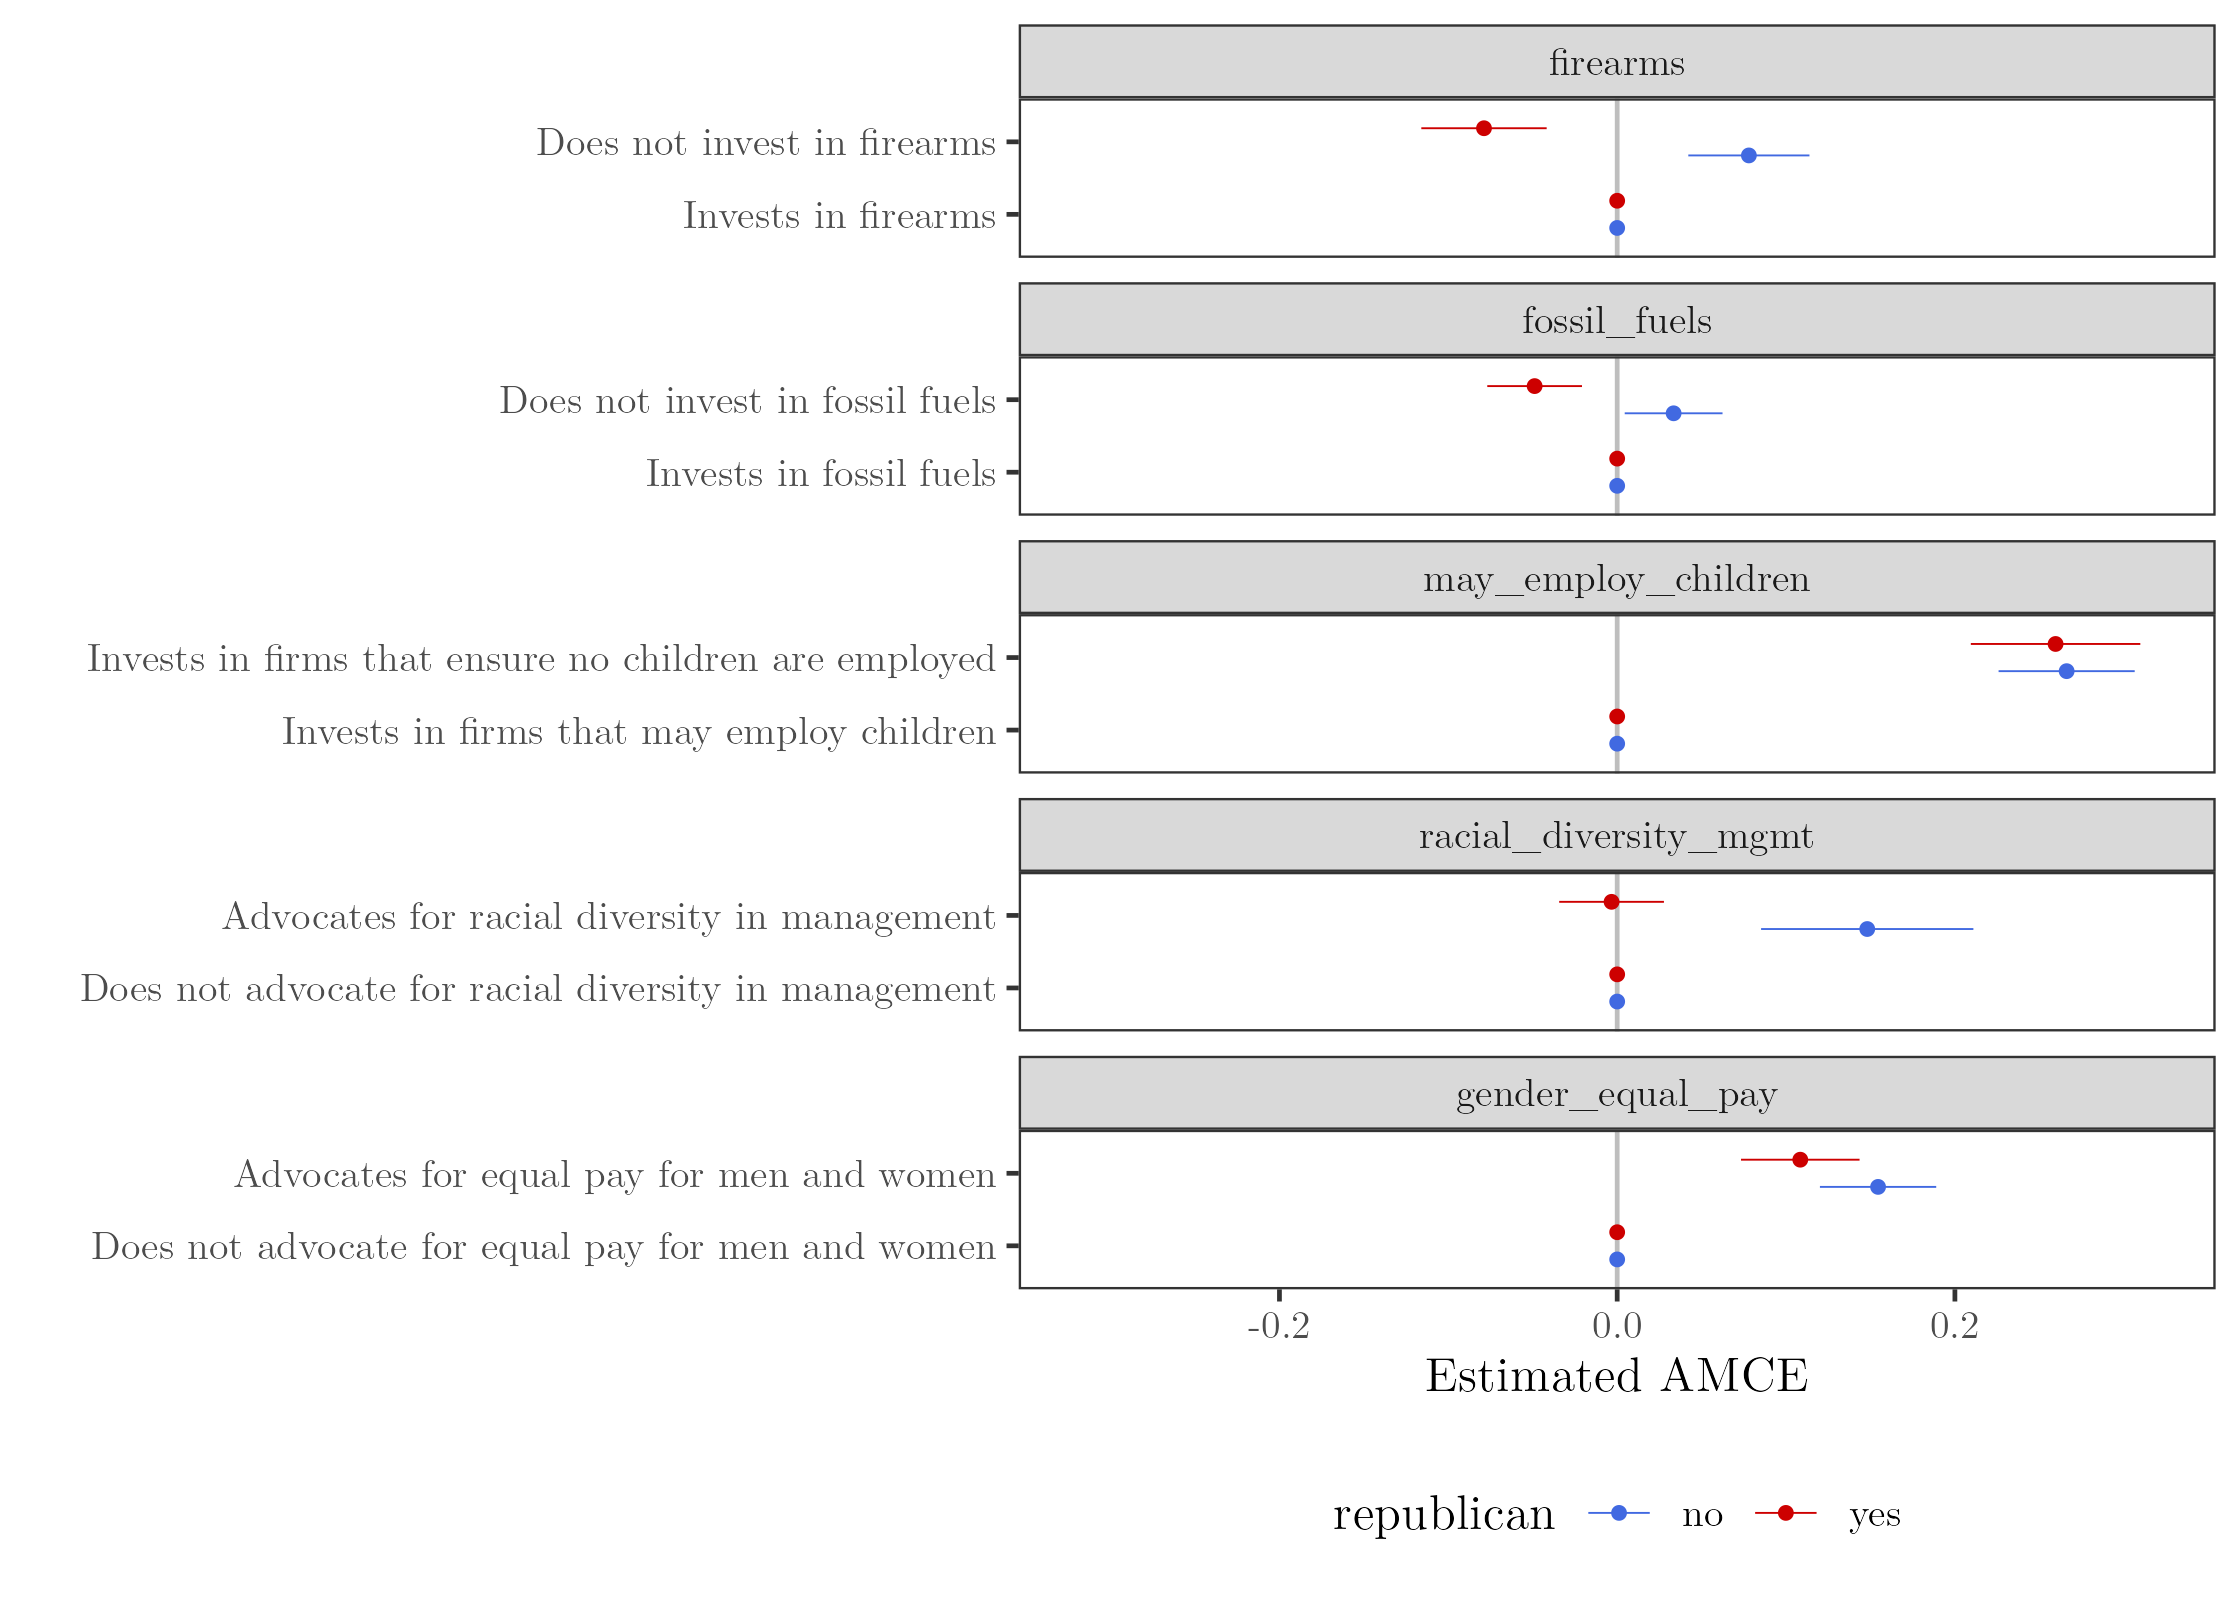 firearms
Does not invest in firearms
Invests in firearms
fossil_fuels
Does not invest in fossil fuels
Invests in fossil fuels
may_employ_children
Invests in firms that ensure no children are employed
Invests in firms that may employ children
racial_diversity_mgmt
Advocates for racial diversity in management
Does not advocate for racial diversity in management
gender_equal_pay
Advocates for equal pay for men and women
Does not advocate for equal pay for men and women
-0.2 0.0 0.2
Estimated AMCE
republican no yes